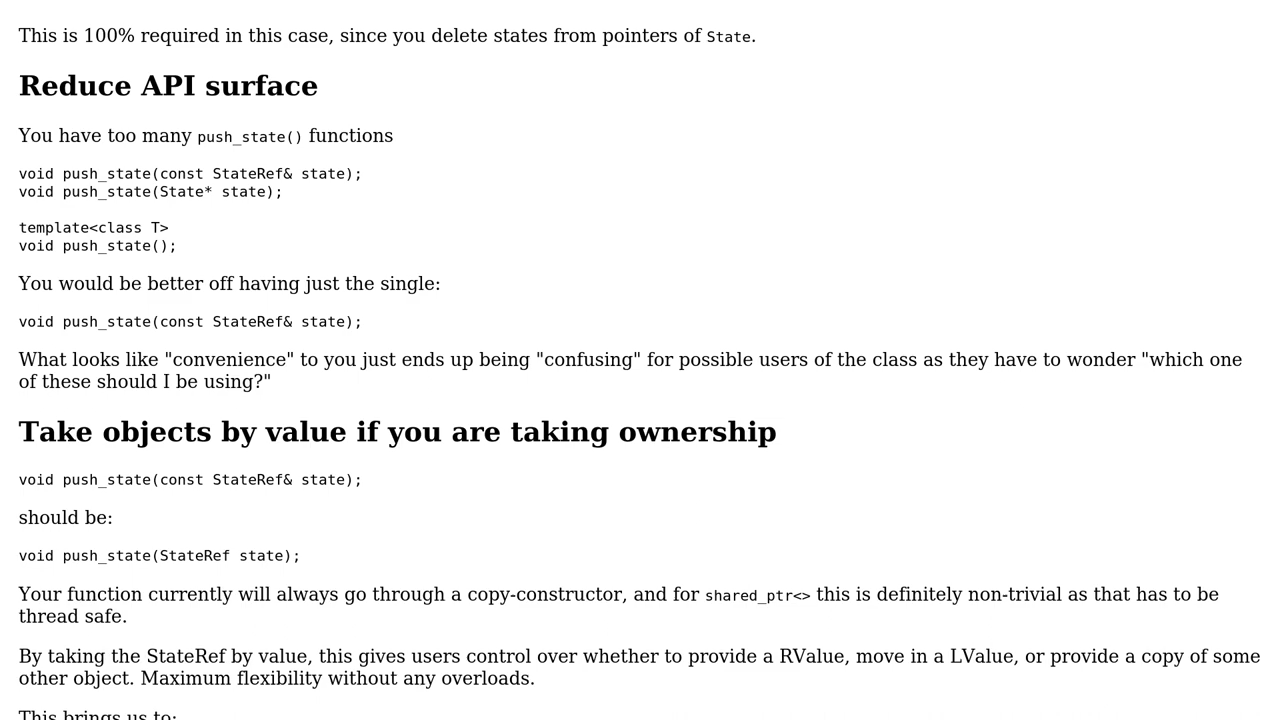 This is 100% required in this case, since you delete states from pointers of State.
Reduce API surface
You have too many push_state() functions
void push_state(const StateRef& state);
void push_state(State* state);
template<class T>
void push_state();
You would be better off having just the single:
void push_state(const StateRef& state);
What looks like "convenience" to you just ends up being "confusing" for possible users of the class as they have to wonder "which one
of these should I be using?"
Take objects by value if you are taking ownership
void push_state(const StateRef& state);
should be:
void push_state(StateRef state);
Your function currently will always go through a copy-constructor, and for shared_ptr<> this is definitely non-trivial as that has to be
thread safe.
By taking the StateRef by value, this gives users control over whether to provide a RValue, move in a LValue, or provide a copy of some
other object. Maximum flexibility without any overloads.
This brings us to: